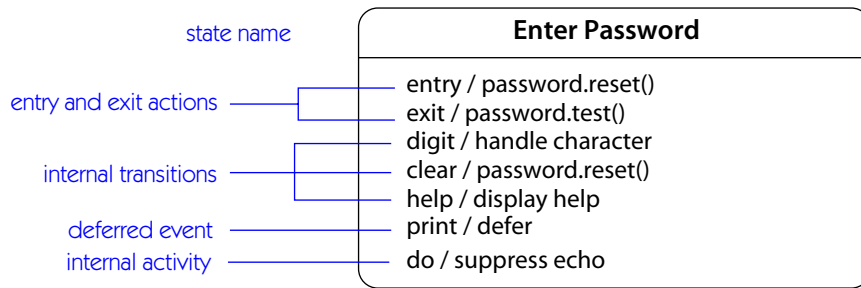 state name
Enter Password
entry and exit actions
entry / password.reset()
exit / password.test()
internal transitions
digit / handle character
clear / password.reset()
help / display help
deferred event
print / defer
internal activity
do / suppress echo